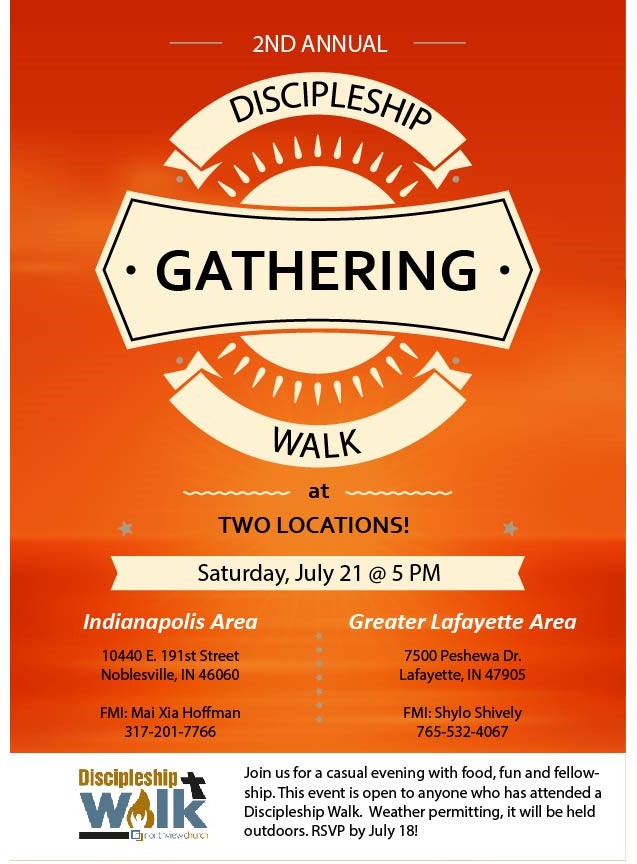 2ND ANNUAL
DISCIPLESHIP
GATHERING
WALK
at
TWO LOCATIONS!
Saturday, July 21 @ 5 PM
Indianapolis Area
10440 E. 191st Street
Noblesville, IN 46060
FMI: Mai Xia Hoffman
317-201-7766
Greater Lafayette Area
7500 Peshewa Dr.
Lafayette, IN 47905
FMI: Shylo Shively
765-532-4067
Discipleship
Walk
northviewchurch
Join us for a casual evening with food, fun and fellow-
ship. This event is open to anyone who has attended a
Discipleship Walk. Weather permitting, it will be held
outdoors. RSVP by July 18!